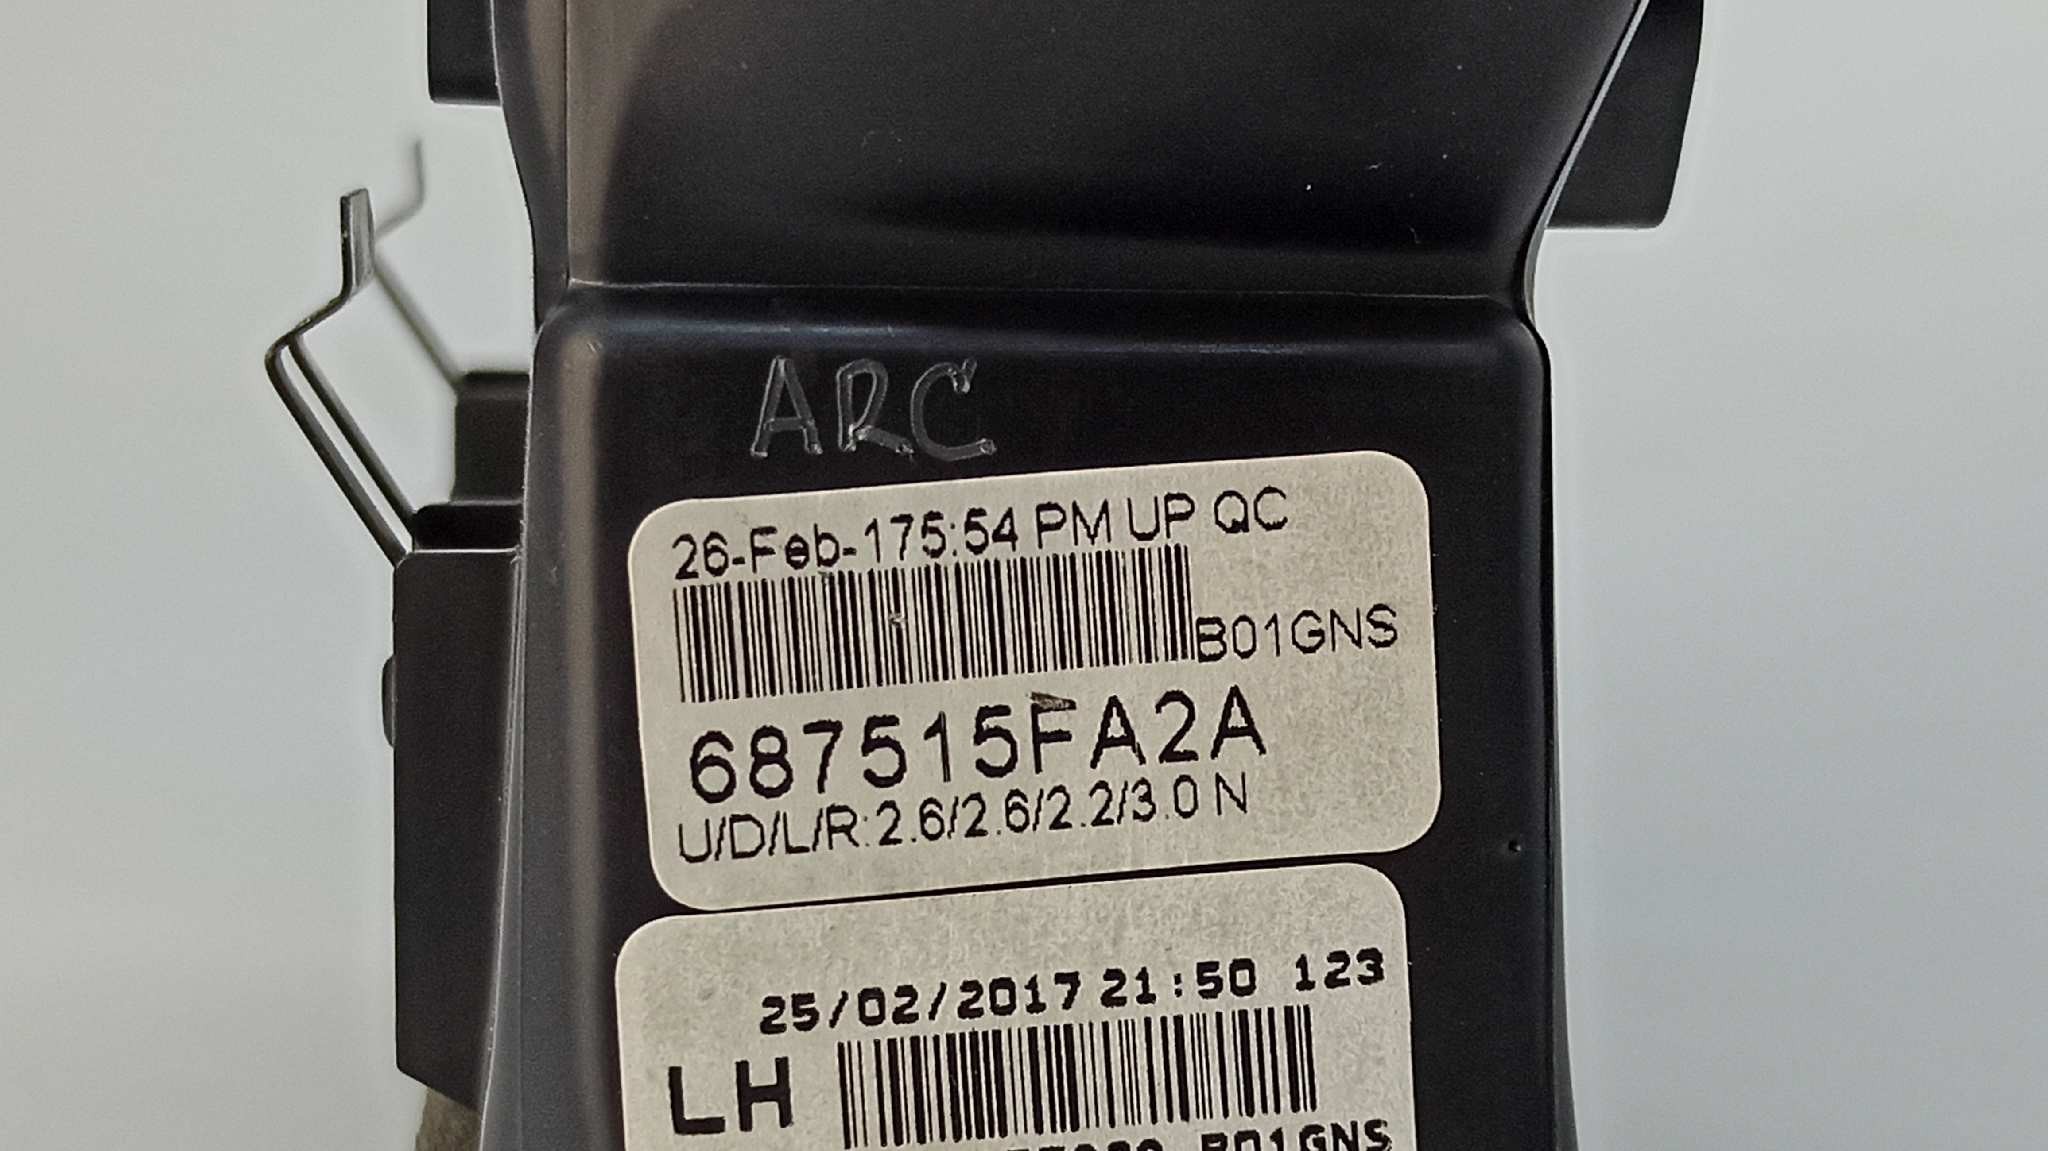 ARC
26-Feb-175:54 PM UP QC
B01GNS
687515FA2A
U/D/L/R:2.6/2.6/2.2/3.0 N
25/02/2017 21:50 123
LH
B01GNS